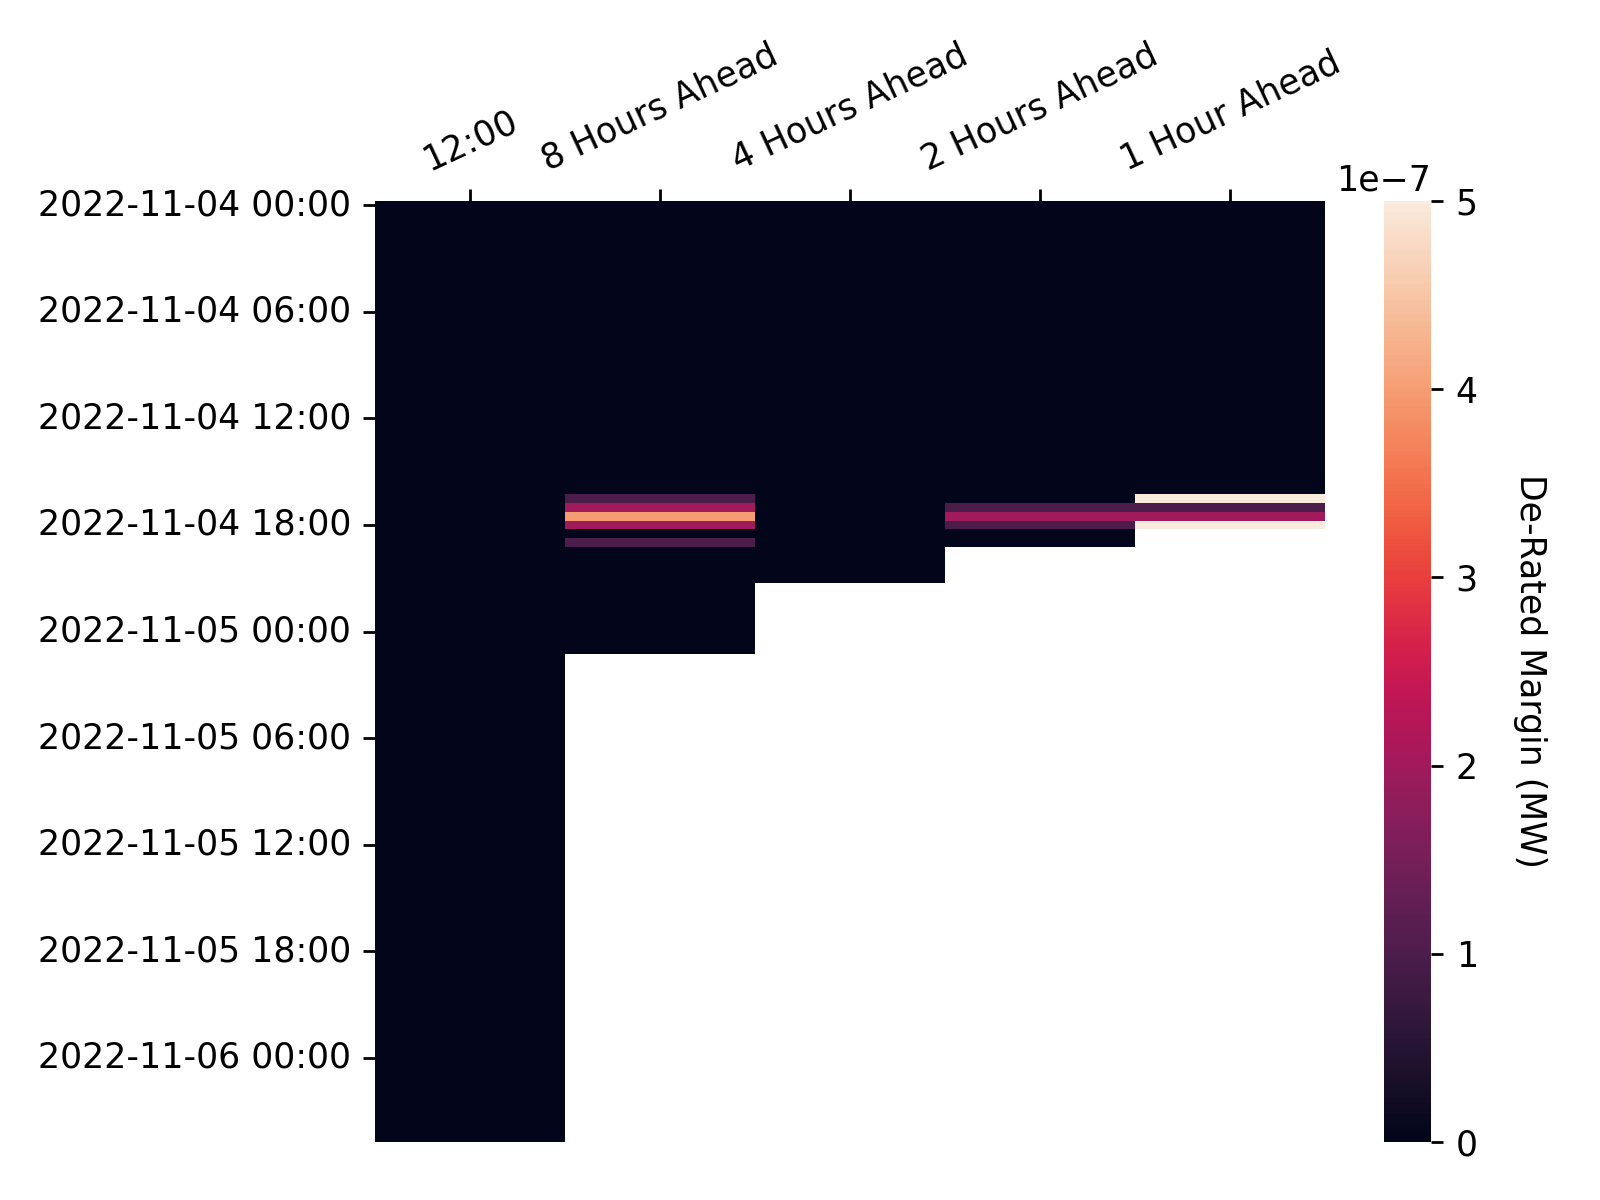 12:00
8 Hours Ahead
4 Hours Ahead
2 Hours Ahead
1 Hour Ahead
2022-11-04 00:00
2022-11-04 06:00
2022-11-04 12:00
2022-11-04 18:00
2022-11-05 00:00
2022-11-05 06:00
2022-11-05 12:00
2022-11-05 18:00
2022-11-06 00:00
1e−7
5
4
3
2
1
0
De-Rated Margin (MW)